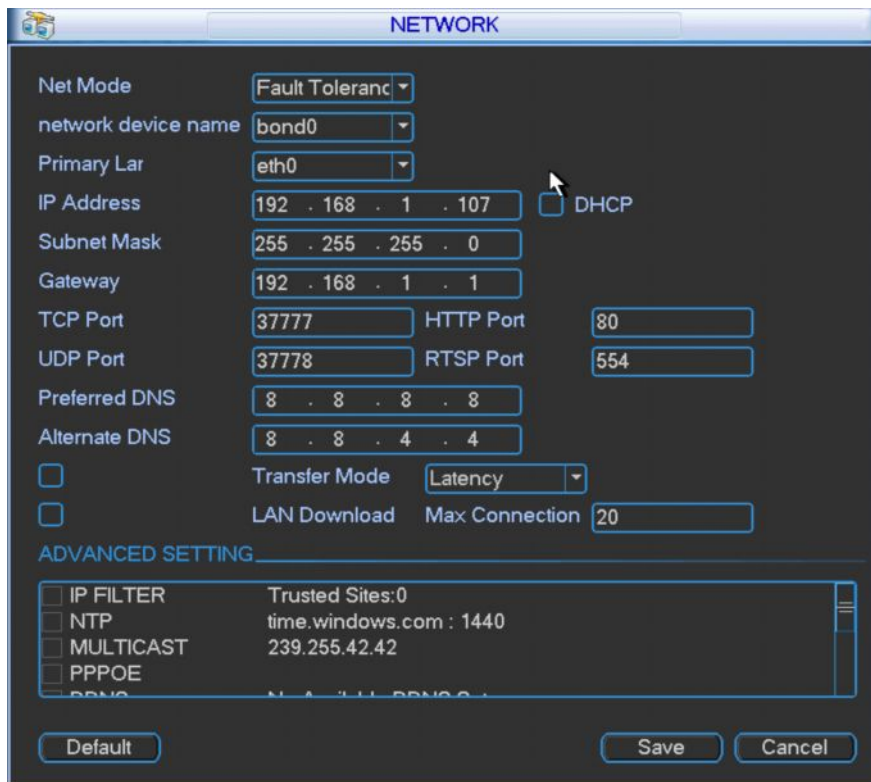 NETWORK
Net Mode Fault Toleranc
network device name bond0
Primary Lar eth0
IP Address 192 . 168 . 1 . 107 DHCP
Subnet Mask 255 . 255 . 255 . 0
Gateway 192 . 168 . 1 . 1
TCP Port 37777 HTTP Port 80
UDP Port 37778 RTSP Port 554
Preferred DNS 8 . 8 . 8 . 8
Alternate DNS 8 . 8 . 4 . 4
Transfer Mode Latency
LAN Download Max Connection 20
ADVANCED SETTING
IP FILTER Trusted Sites:0
NTP time.windows.com : 1440
MULTICAST 239.255.42.42
PPPOE
Default Save Cancel